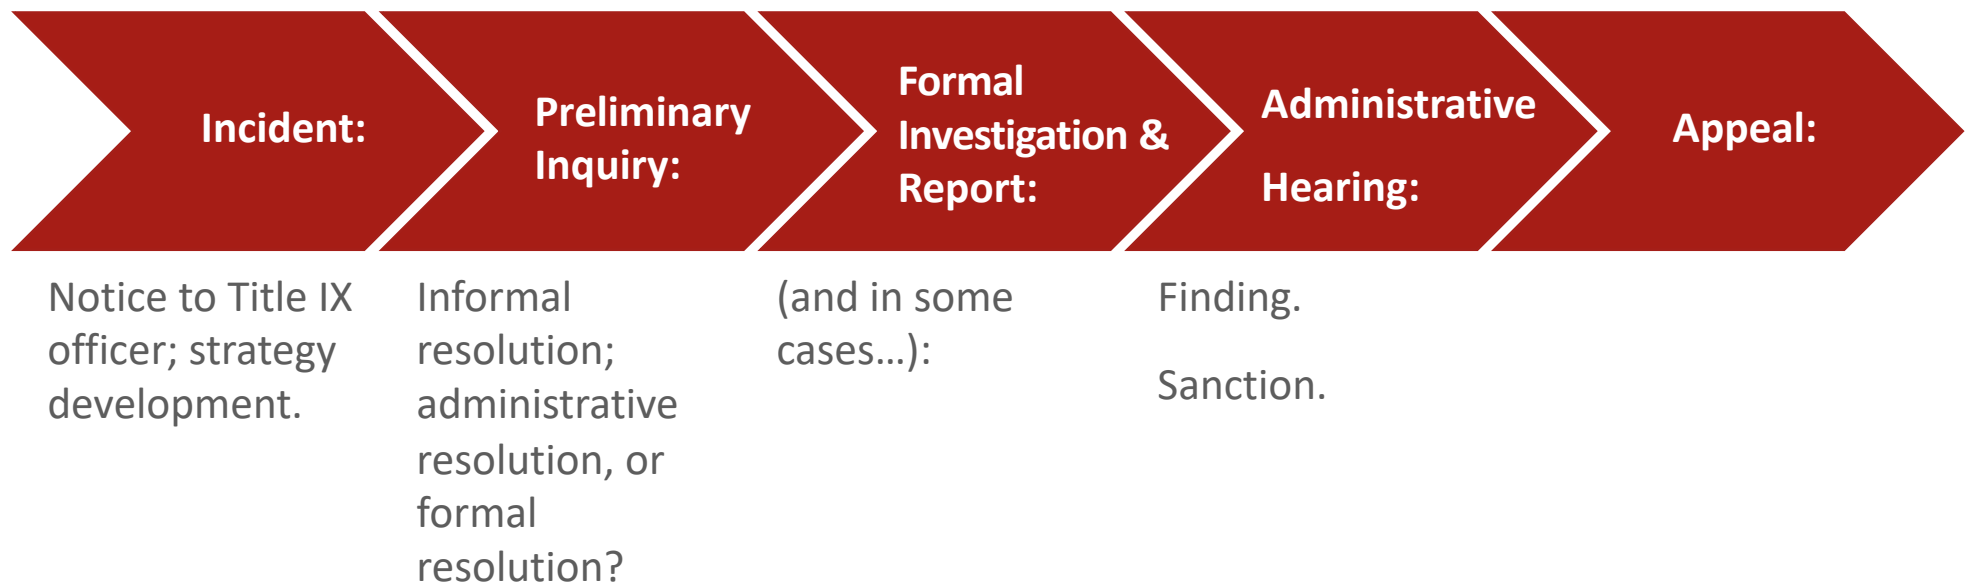 Incident:
Preliminary
Inquiry:
Formal
Investigation &
Report:
Administrative
Hearing:
Appeal:
Notice to Title IX
officer; strategy
development.
Informal
resolution;
administrative
resolution, or
formal
resolution?
(and in some
cases…):
Finding.
Sanction.